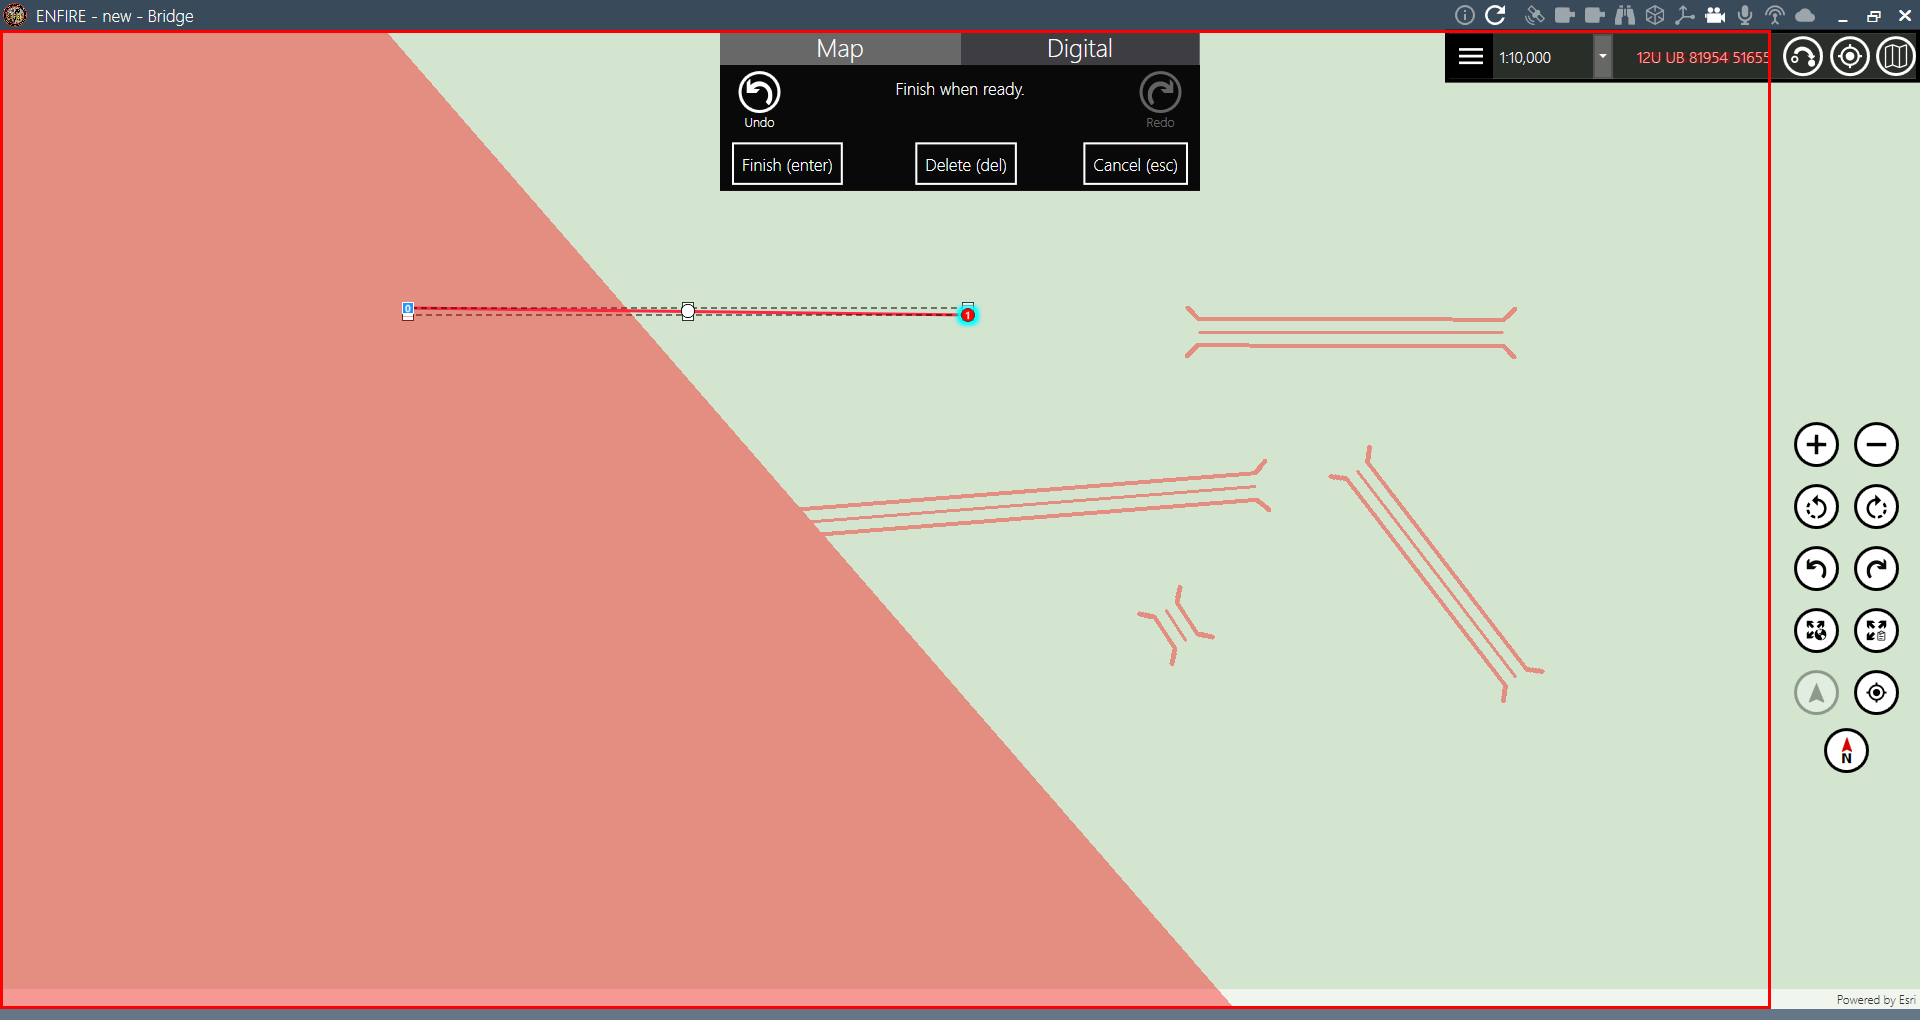 ENFIRE - new - Bridge
Map
Digital
1:10,000
12U UB 81954 51655
Undo
Finish when ready.
Redo
Finish (enter)
Delete (del)
Cancel (esc)
0
1
N
Powered by Esri